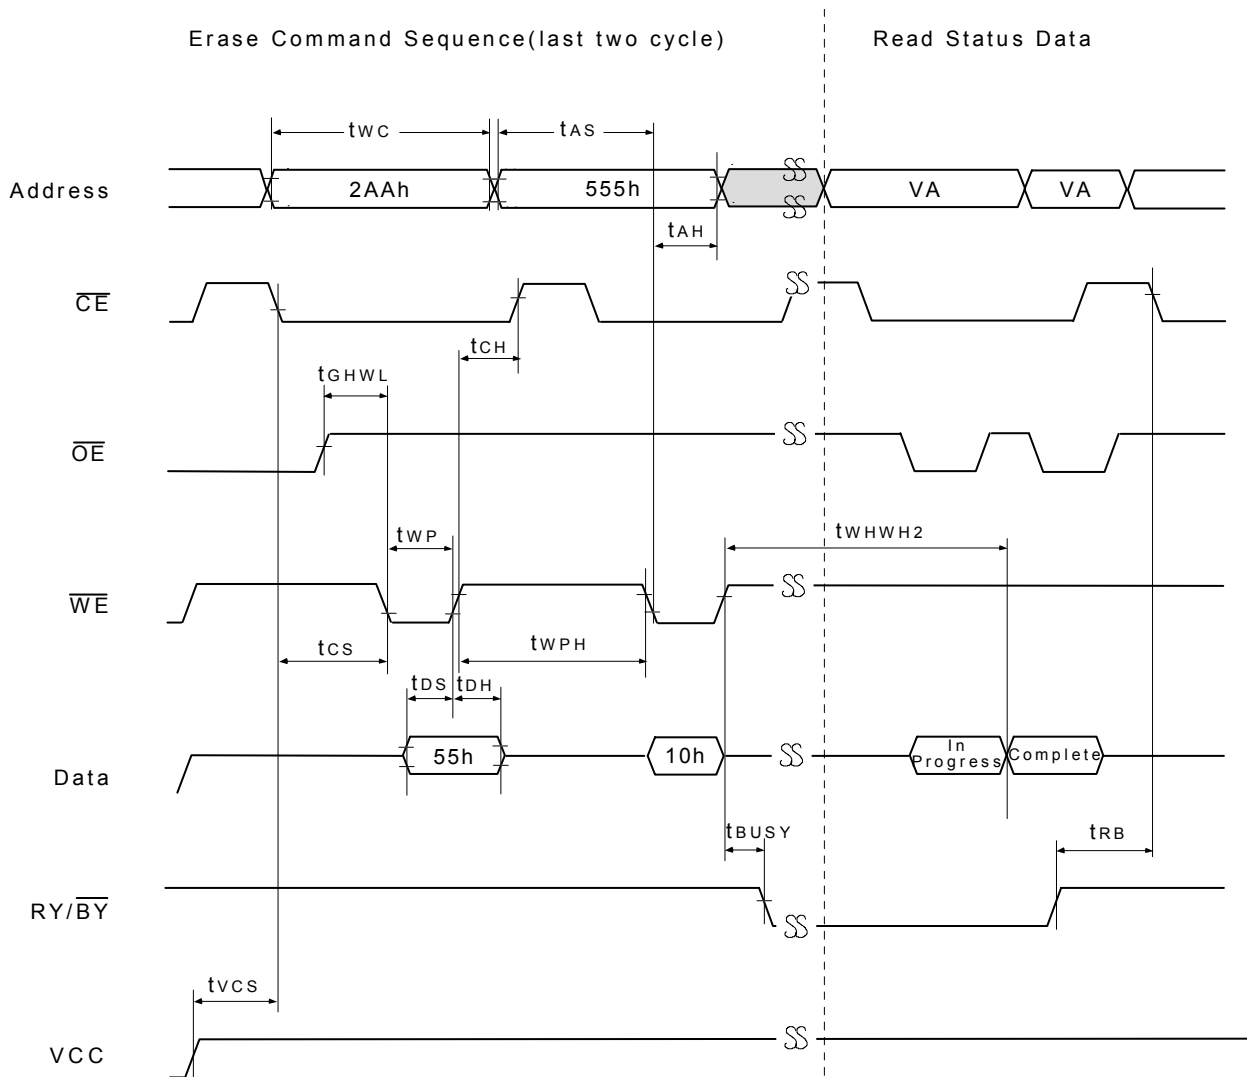 Erase Command Sequence(last two cycle)
Read Status Data
tWC
tAS
Address
2AAh
555h
VA
VA
tAH
CE
tCH
tGHWL
OE
tWP
tWHWH2
WE
tCS
tWPH
tDS
tDH
Data
55h
10h
In
Progress
Complete
tBUSY
tRB
RY/BY
tVCS
VCC